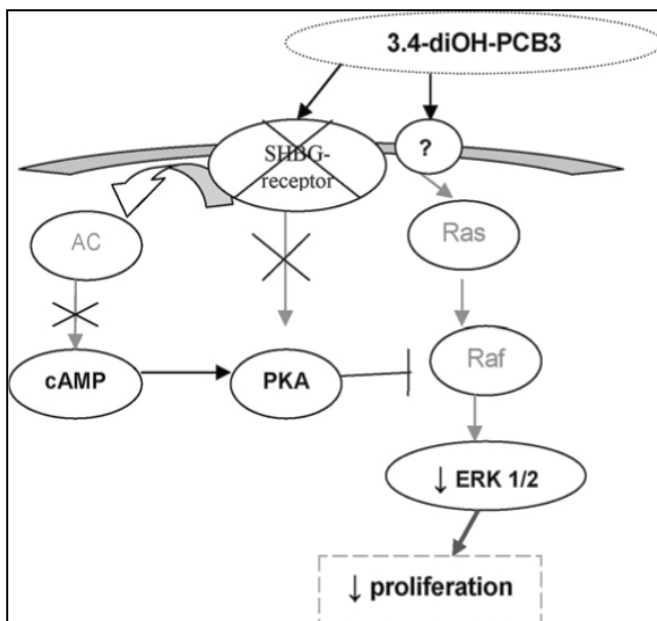 3.4-diOH-PCB3
SHBG-
receptor
?
AC
Ras
cAMP
PKA
Raf
↓ ERK 1/2
↓ proliferation